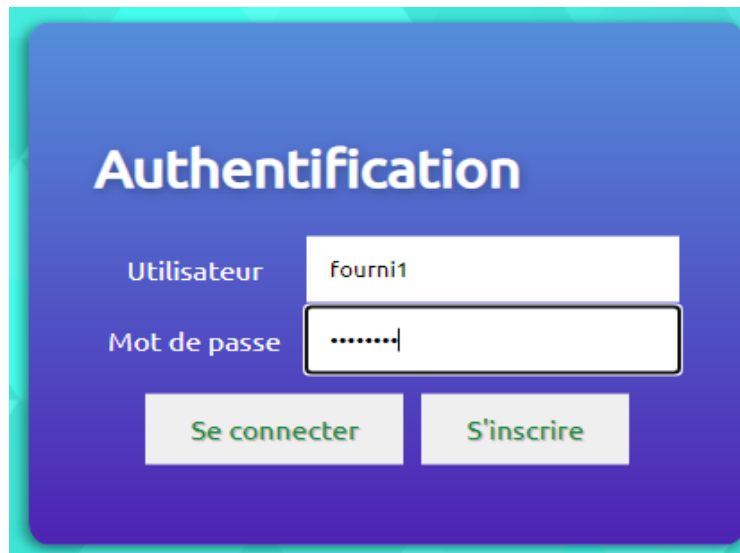 Authentification
Utilisateur fourni1
Mot de passe ••••••••
Se connecter S'inscrire